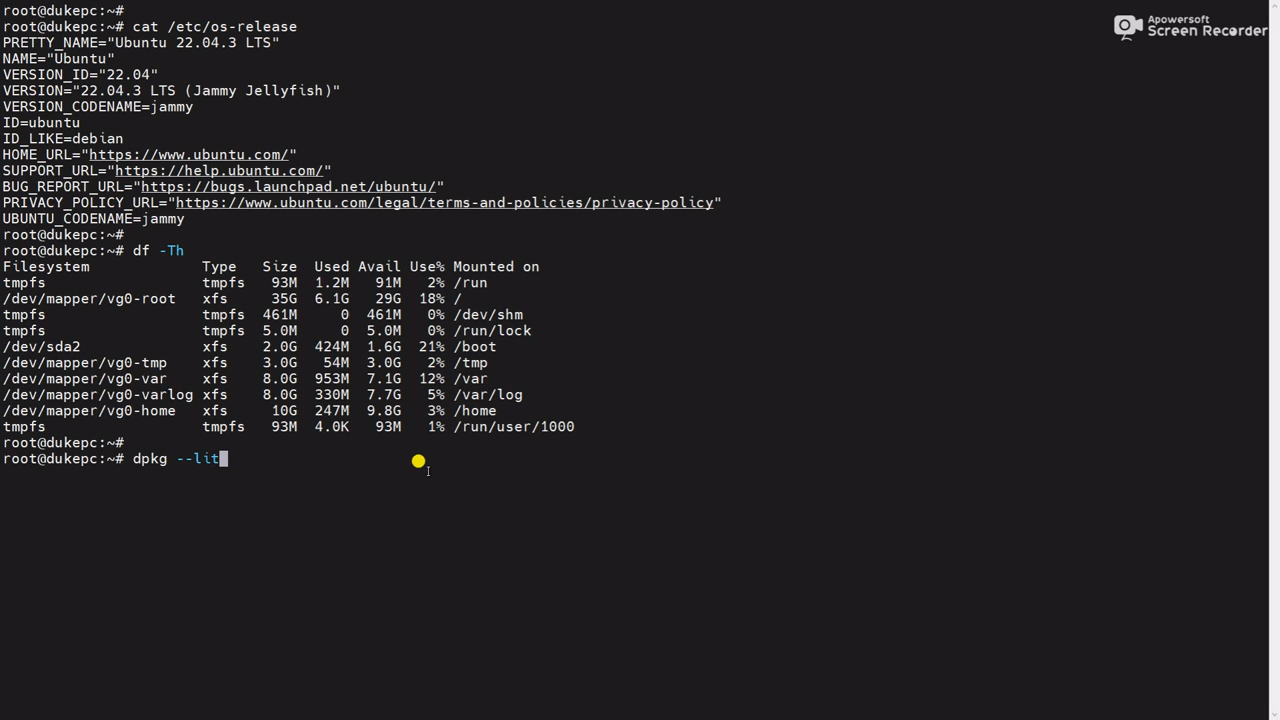 root@dukepc:~#
root@dukepc:~# cat /etc/os-release
PRETTY_NAME="Ubuntu 22.04.3 LTS"
NAME="Ubuntu"
VERSION_ID="22.04"
VERSION="22.04.3 LTS (Jammy Jellyfish)"
VERSION_CODENAME=jammy
ID=ubuntu
ID_LIKE=debian
HOME_URL="https://www.ubuntu.com/"
SUPPORT_URL="https://help.ubuntu.com/"
BUG_REPORT_URL="https://bugs.launchpad.net/ubuntu/"
PRIVACY_POLICY_URL="https://www.ubuntu.com/legal/terms-and-policies/privacy-policy"
UBUNTU_CODENAME=jammy
root@dukepc:~#
root@dukepc:~# df -Th
Filesystem Type Size Used Avail Use% Mounted on
tmpfs tmpfs 93M 1.2M 91M 2% /run
/dev/mapper/vg0-root xfs 35G 6.1G 29G 18% /
tmpfs tmpfs 461M 0 461M 0% /dev/shm
tmpfs tmpfs 5.0M 0 5.0M 0% /run/lock
/dev/sda2 xfs 2.0G 424M 1.6G 21% /boot
/dev/mapper/vg0-tmp xfs 3.0G 54M 3.0G 2% /tmp
/dev/mapper/vg0-var xfs 8.0G 953M 7.1G 12% /var
/dev/mapper/vg0-varlog xfs 8.0G 330M 7.7G 5% /var/log
/dev/mapper/vg0-home xfs 10G 247M 9.8G 3% /home
tmpfs tmpfs 93M 4.0K 93M 1% /run/user/1000
root@dukepc:~#
root@dukepc:~# dpkg --lit
Apowersoft
Screen Recorder